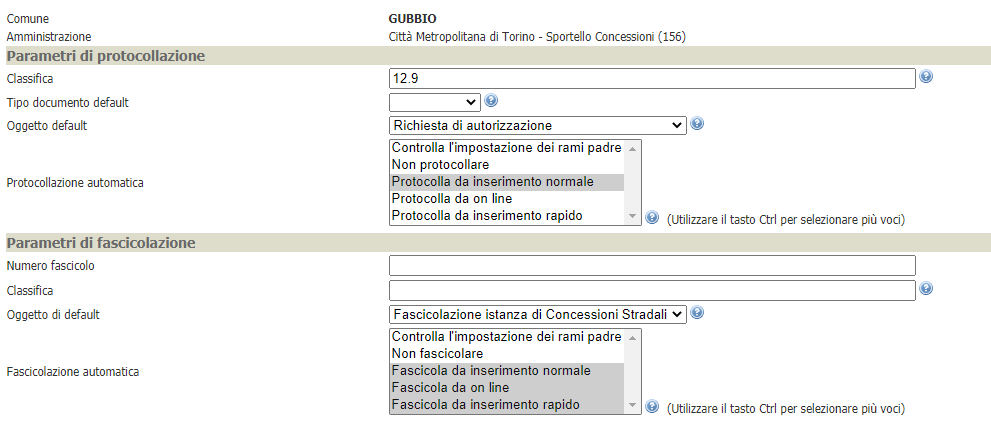 Comune GUBBIO
Amministrazione Città Metropolitana di Torino - Sportello Concessioni (156)
Parametri di protocollazione
Classifica 12.9
Tipo documento default
Oggetto default Richiesta di autorizzazione
Controlla l'impostazione dei rami padre
Non protocollare
Protocollazione automatica Protocolla da inserimento normale
Protocolla da on line
Protocolla da inserimento rapido (Utilizzare il tasto Ctrl per selezionare più voci)
Parametri di fascicolazione
Numero fascicolo
Classifica
Oggetto di default Fascicolazione istanza di Concessioni Stradali
Controlla l'impostazione dei rami padre
Non fascicolare
Fascicolazione automatica Fascicola da inserimento normale
Fascicola da on line
Fascicola da inserimento rapido (Utilizzare il tasto Ctrl per selezionare più voci)